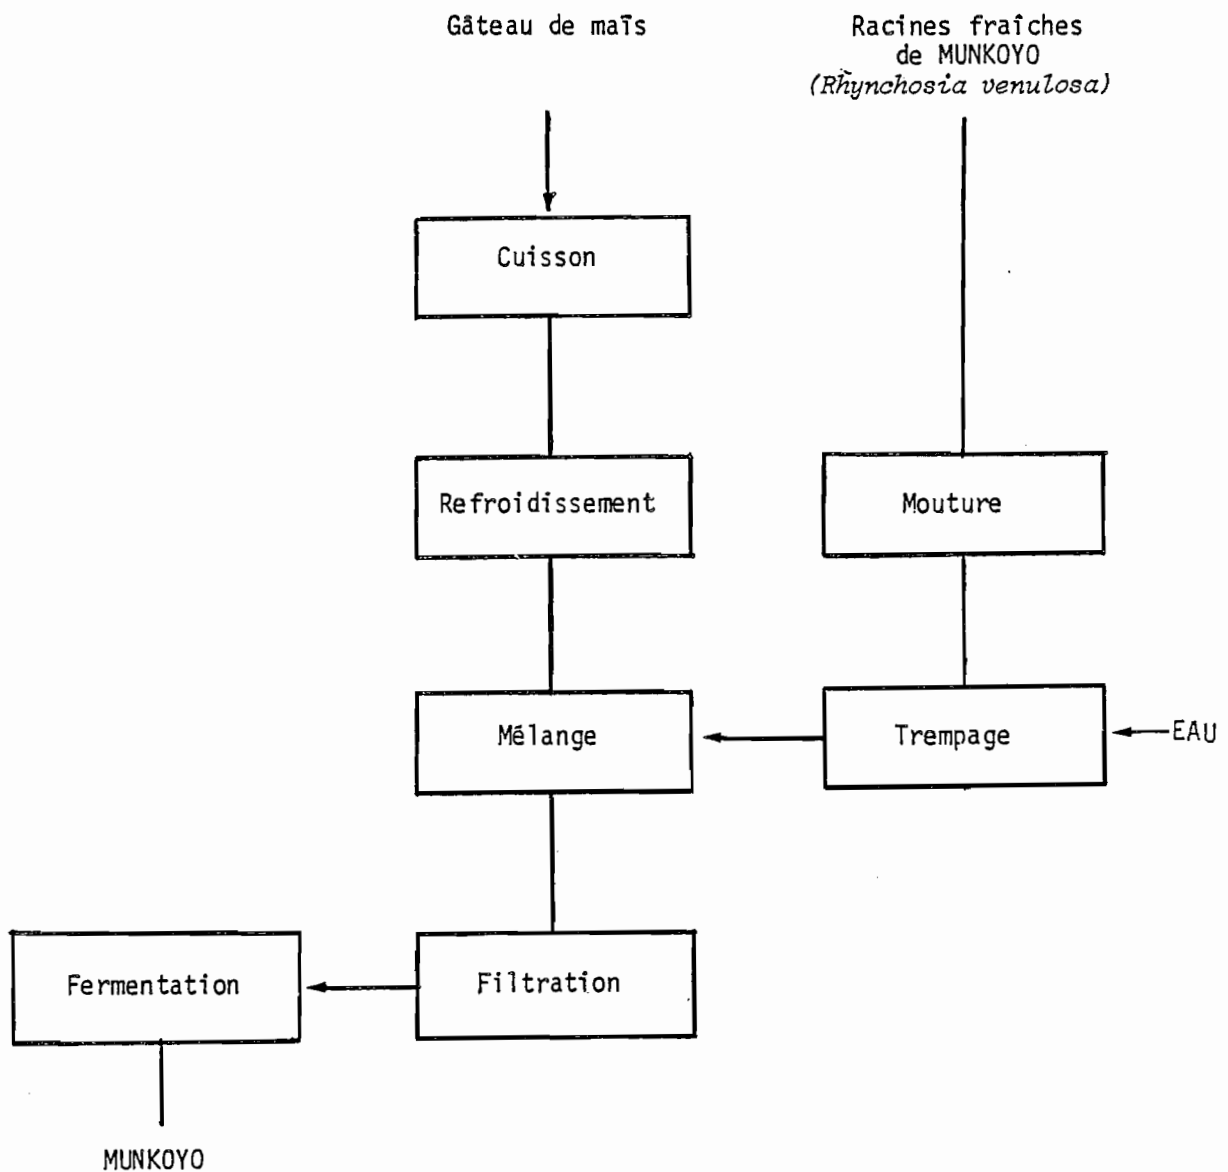 Gâteau de maïs
Racines fraîches
de MUNKOYO
(Rhynchosia venulosa)
Cuisson
Refroidissement
Mouture
Mélange
Trempage
EAU
Fermentation
Filtration
MUNKOYO